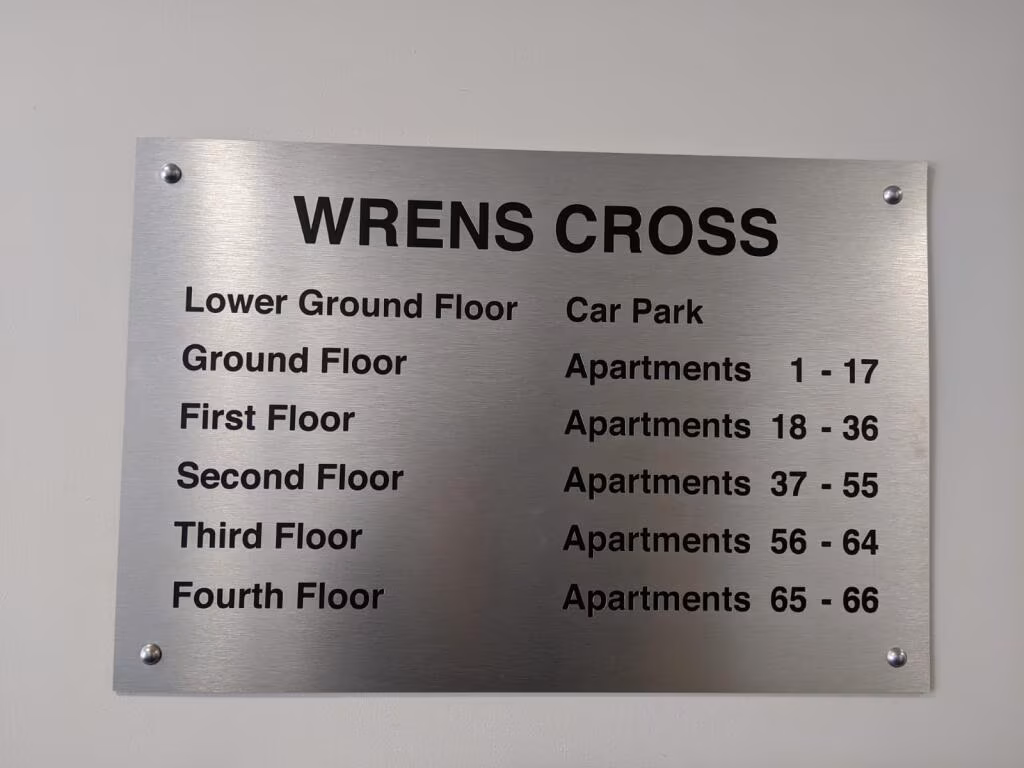 WRENS CROSS
Lower Ground Floor Car Park
Ground Floor Apartments 1 - 17
First Floor Apartments 18 - 36
Second Floor Apartments 37 - 55
Third Floor Apartments 56 - 64
Fourth Floor Apartments 65 - 66